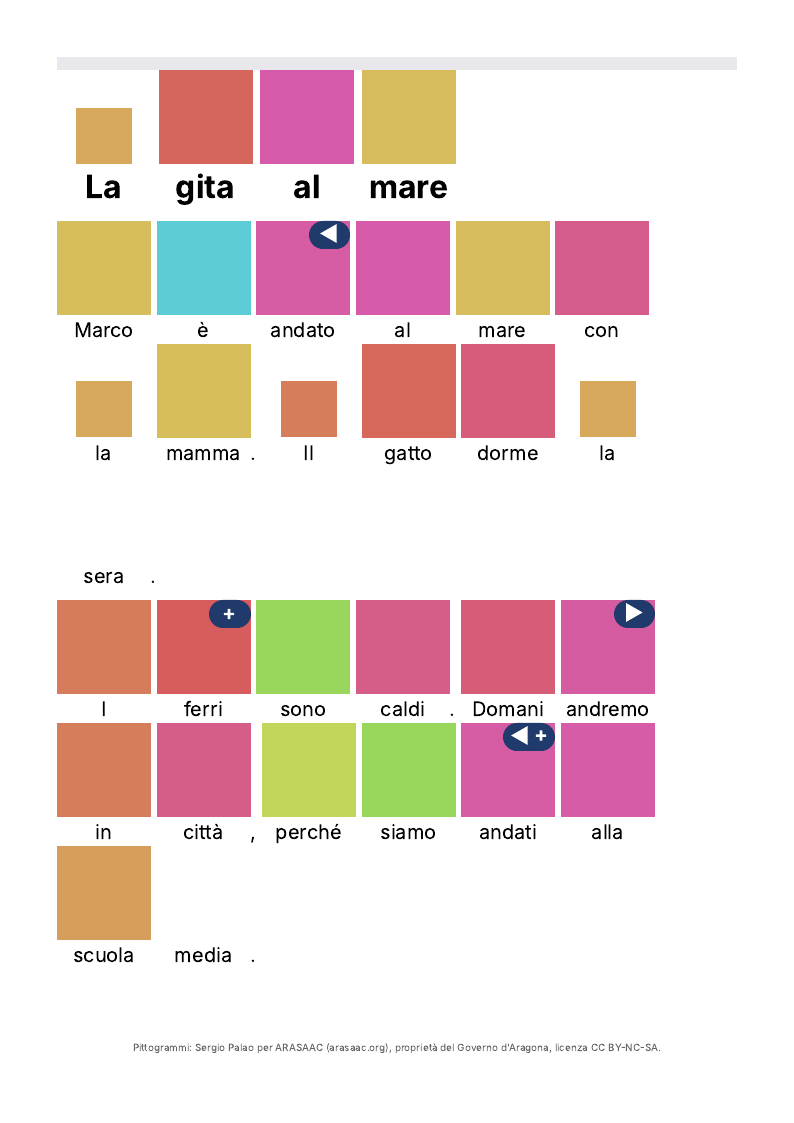 La gita al mare
Marco è andato al mare con
la mamma . Il gatto dorme la
sera .
+
I ferri sono caldi . Domani andremo
+
in città , perché siamo andati alla
scuola media .
Pittogrammi: Sergio Palao per ARASAAC (arasaac.org), proprietà del Governo d'Aragona, licenza CC BY-NC-SA.